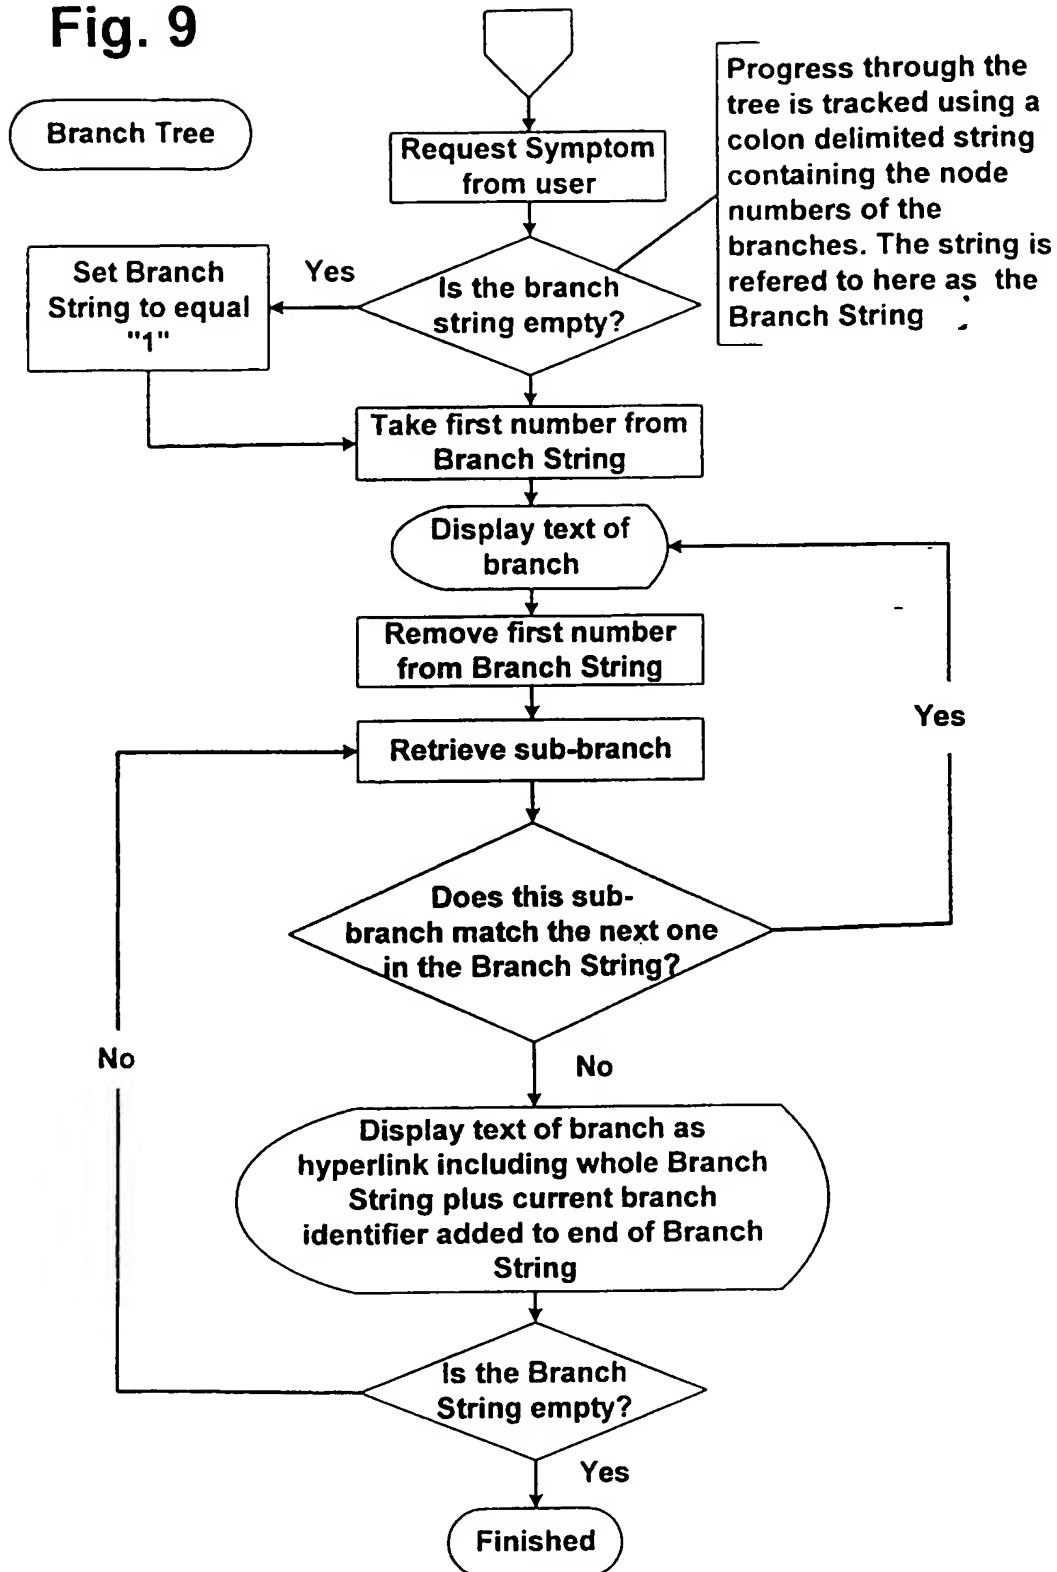 Fig. 9
Branch Tree
Request Symptom
from user
Progress through the
tree is tracked using a
colon delimited string
containing the node
numbers of the
branches. The string is
refered to here as the
Branch String
Is the branch
string empty?
Yes
Set Branch
String to equal
"1"
Take first number from
Branch String
Display text of
branch
Remove first number
from Branch String
Yes
Retrieve sub-branch
Does this sub-
branch match the next one
in the Branch String?
No
No
Display text of branch as
hyperlink including whole Branch
String plus current branch
identifier added to end of Branch
String
Is the Branch
String empty?
Yes
Finished